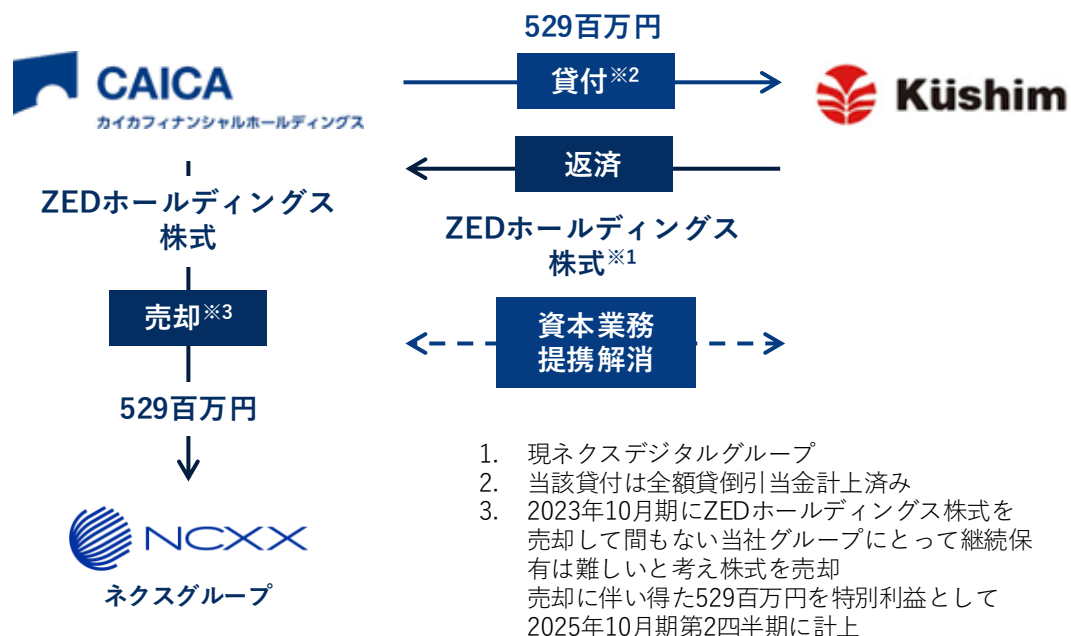 529百万円
CAICA
カイカフィナンシャルホールディングス
貸付※2
Küshim
返済
ZEDホールディングス
株式
ZEDホールディングス
株式※1
売却※3
資本業務
提携解消
529百万円
NCXX
ネクスグループ
1. 現ネクスデジタルグループ
2. 当該貸付は全額貸倒引当金計上済み
3. 2023年10月期にZEDホールディングス株式を
売却して間もない当社グループにとって継続保
有は難しいと考え株式を売却
売却に伴い得た529百万円を特別利益として
2025年10月期第2四半期に計上